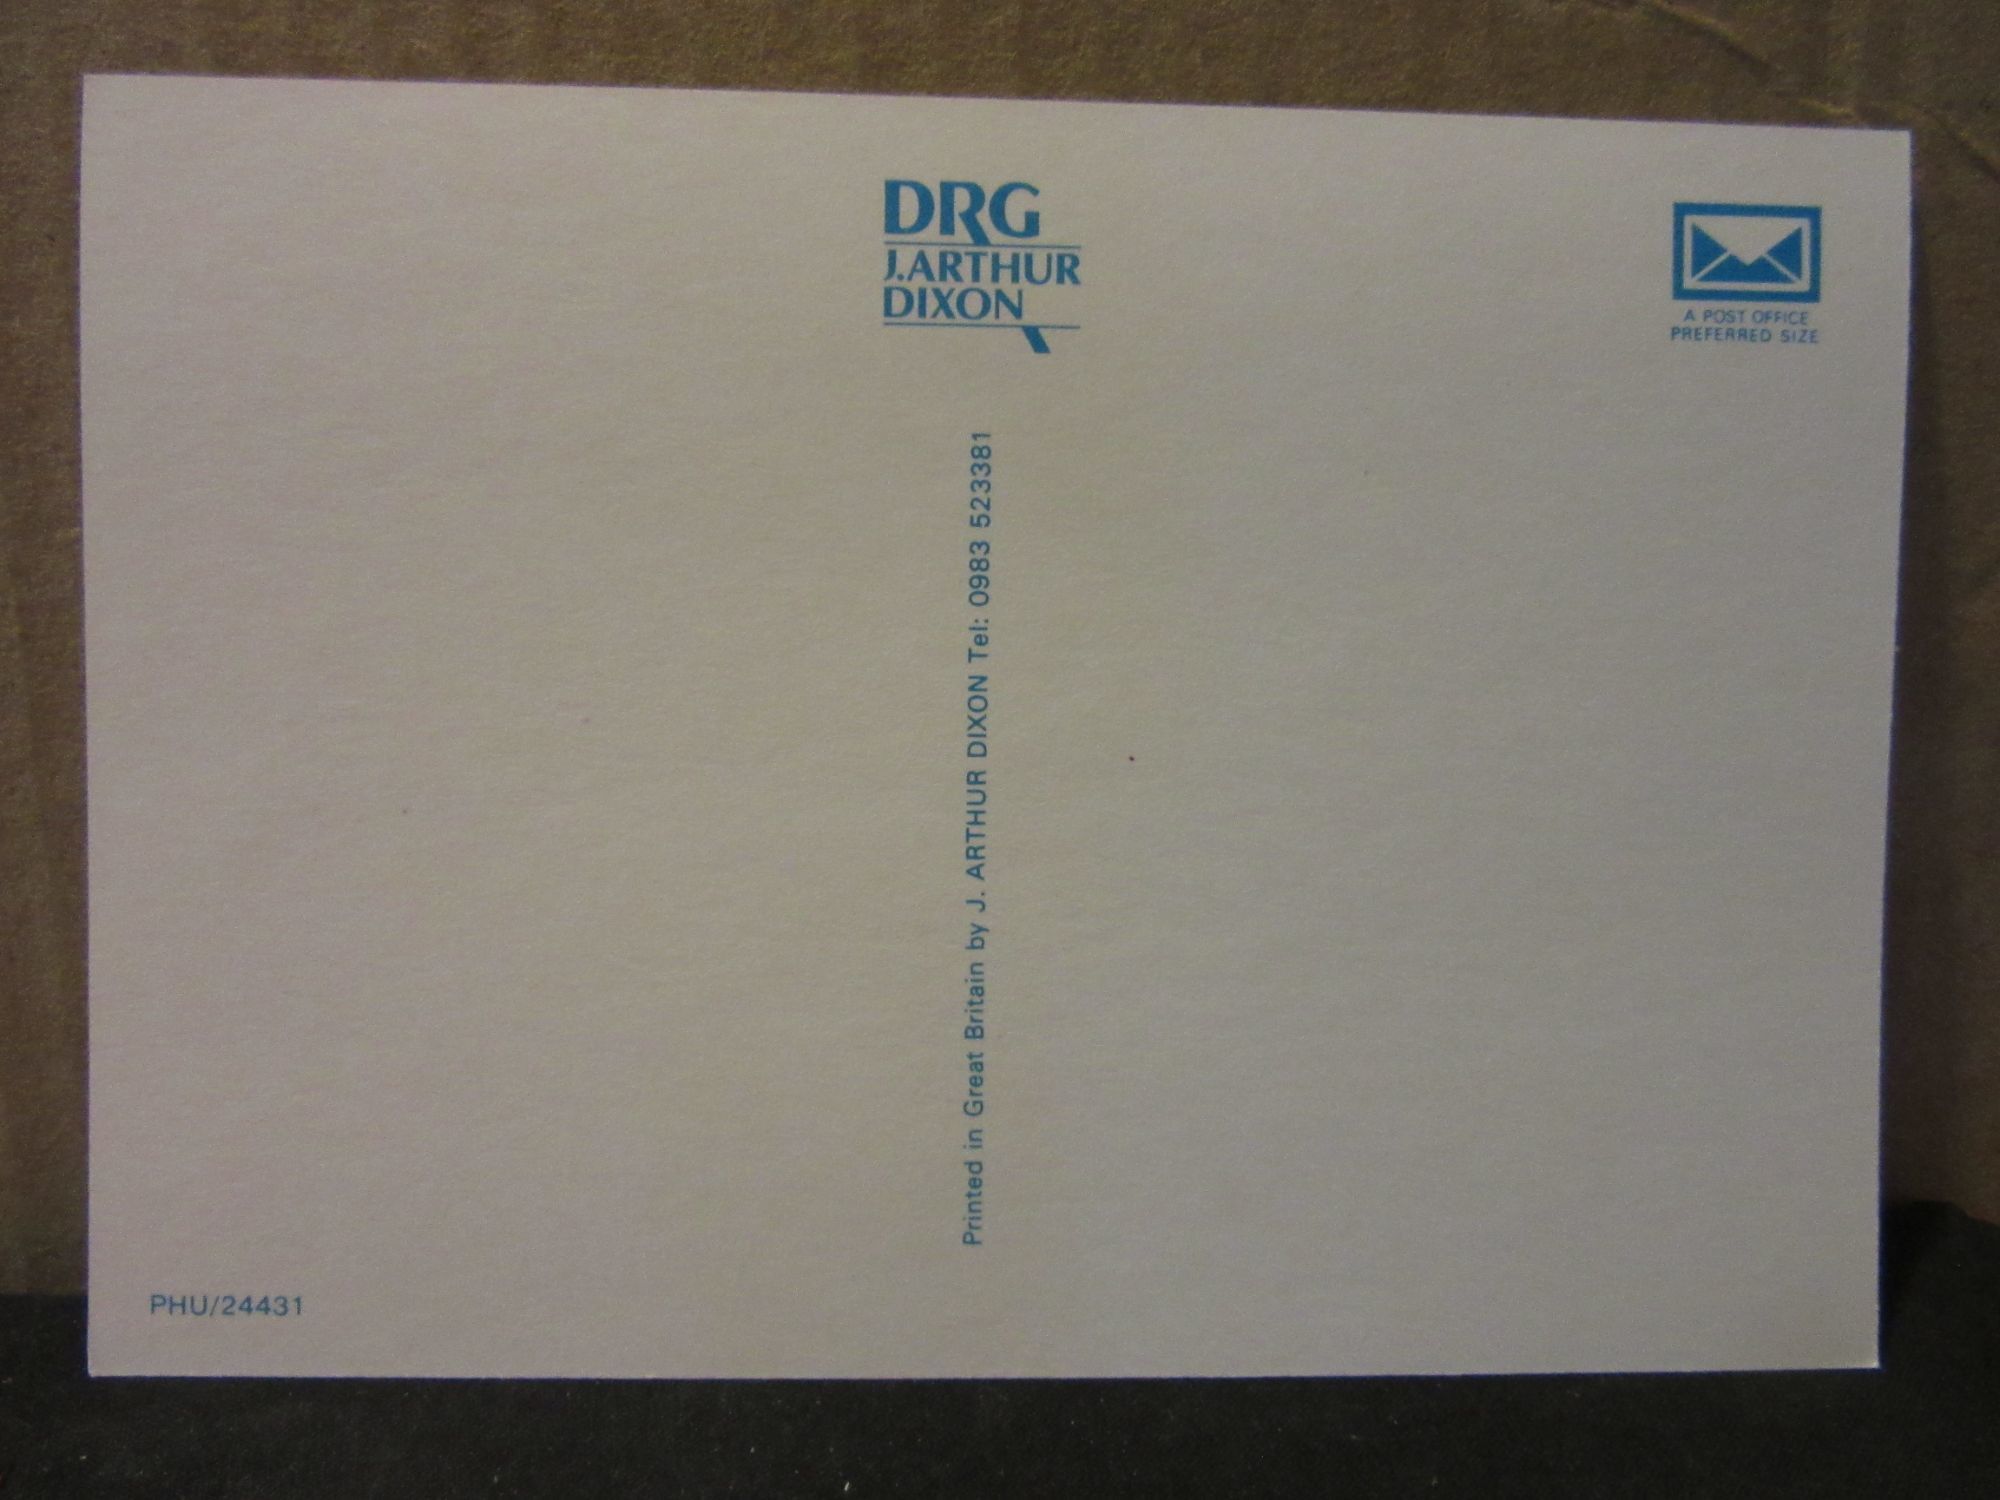 DRG
J.ARTHUR
DIXON
A POST OFFICE
PREFERRED SIZE
Printed in Great Britain by J. ARTHUR DIXON Tel: 0983 523381
PHU/24431